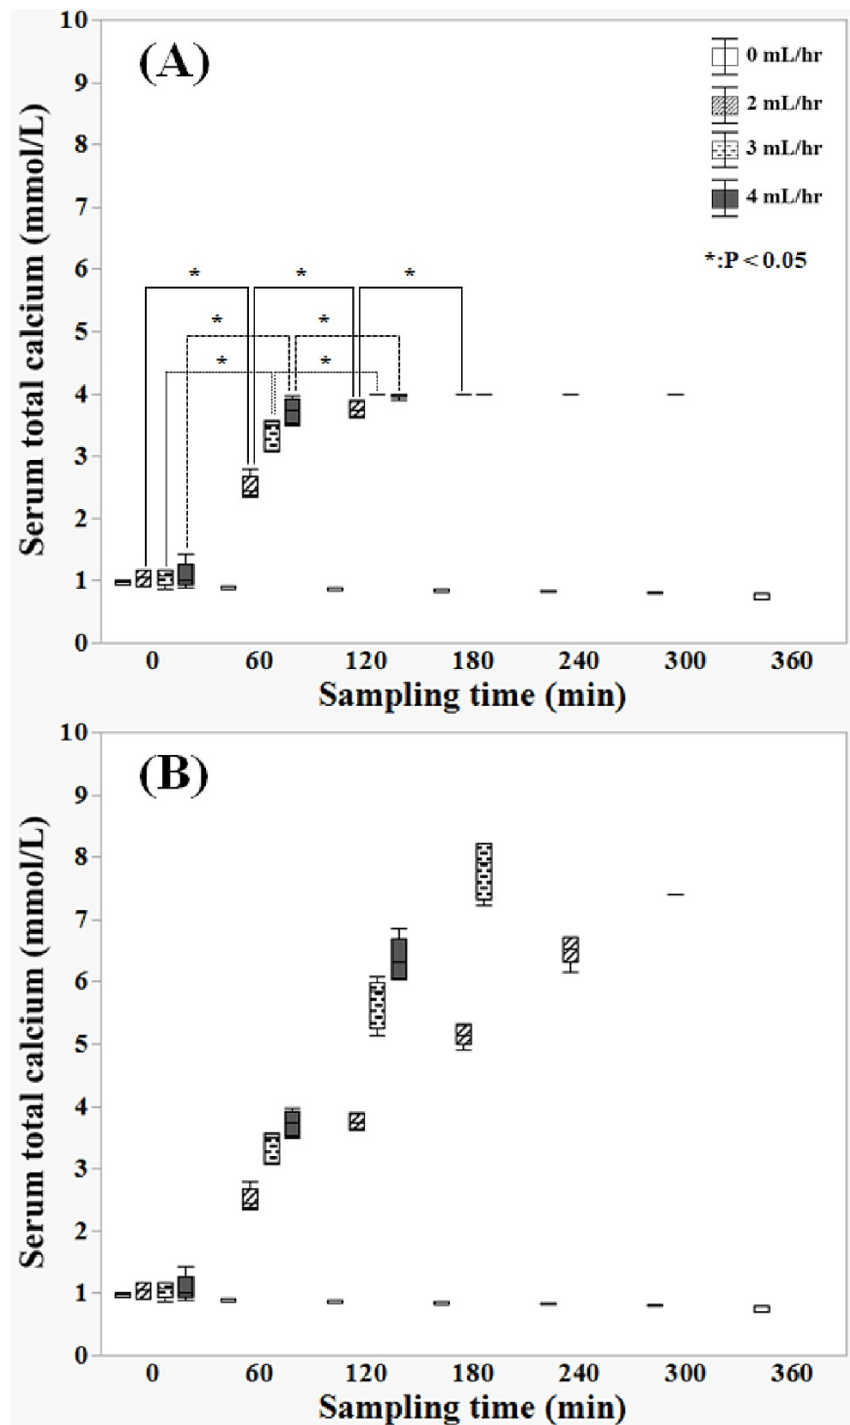 10
(A)
0 mL/hr
9
2 mL/hr
8
3 mL/hr
7
4 mL/hr
*:P < 0.05
6
* * *
5
* *
* *
4
3
2
1
0
Serum total calcium (mmol/L)
0 60 120 180 240 300 360
Sampling time (min)
10
(B)
9
8
7
6
5
4
3
2
1
0
Serum total calcium (mmol/L)
0 60 120 180 240 300 360
Sampling time (min)